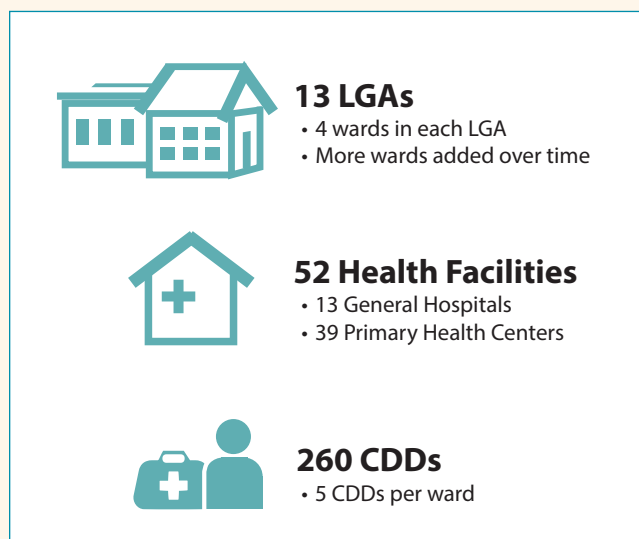 13 LGAs
• 4 wards in each LGA
• More wards added over time
52 Health Facilities
• 13 General Hospitals
• 39 Primary Health Centers
260 CDDs
• 5 CDDs per ward